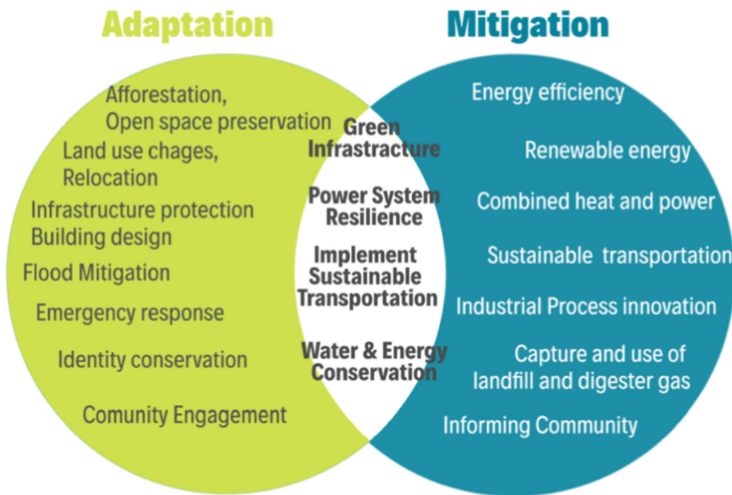 Adaptation
Mitigation
Afforestation,
Open space preservation
Land use chages,
Relocation
Infrastructure protection
Building design
Flood Mitigation
Emergency response
Identity conservation
Comunity Engagement
Green
Infrastracture
Power System
Resilience
Implement
Sustainable
Transportation
Water & Energy
Conservation
Energy efficiency
Renewable energy
Combined heat and power
Sustainable transportation
Industrial Process innovation
Capture and use of
landfill and digester gas
Informing Community